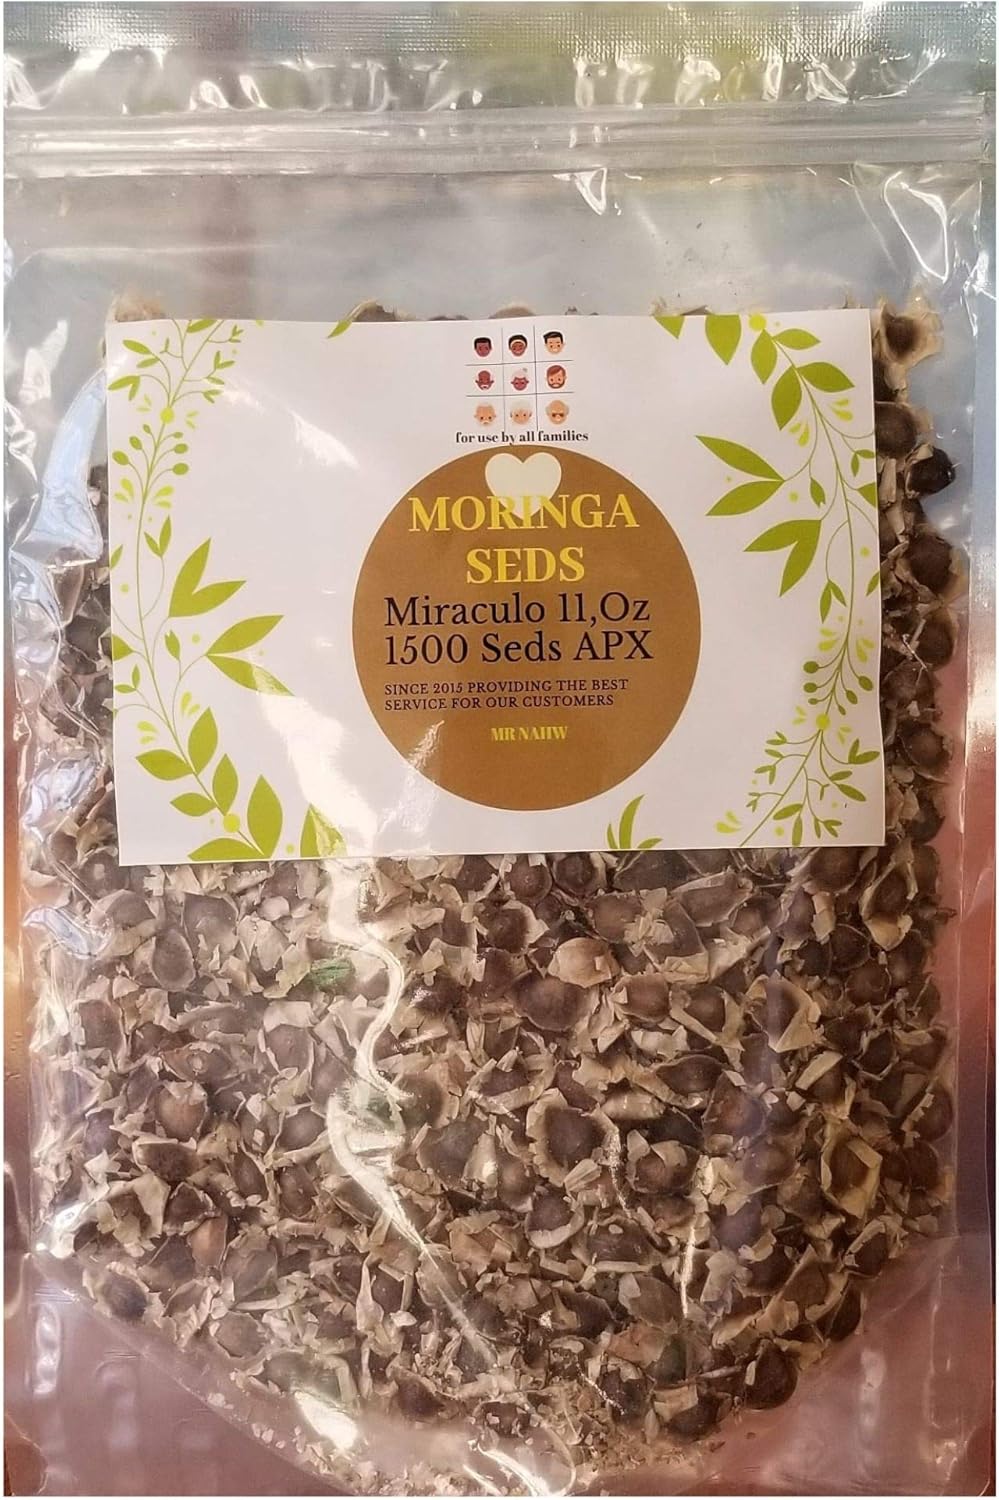 for use by all families
MORINGA
SEDS
Miraculo 11,Oz
1500 Seds APX
SINCE 2015 PROVIDING THE BEST
SERVICE FOR OUR CUSTOMERS
MR NAHW